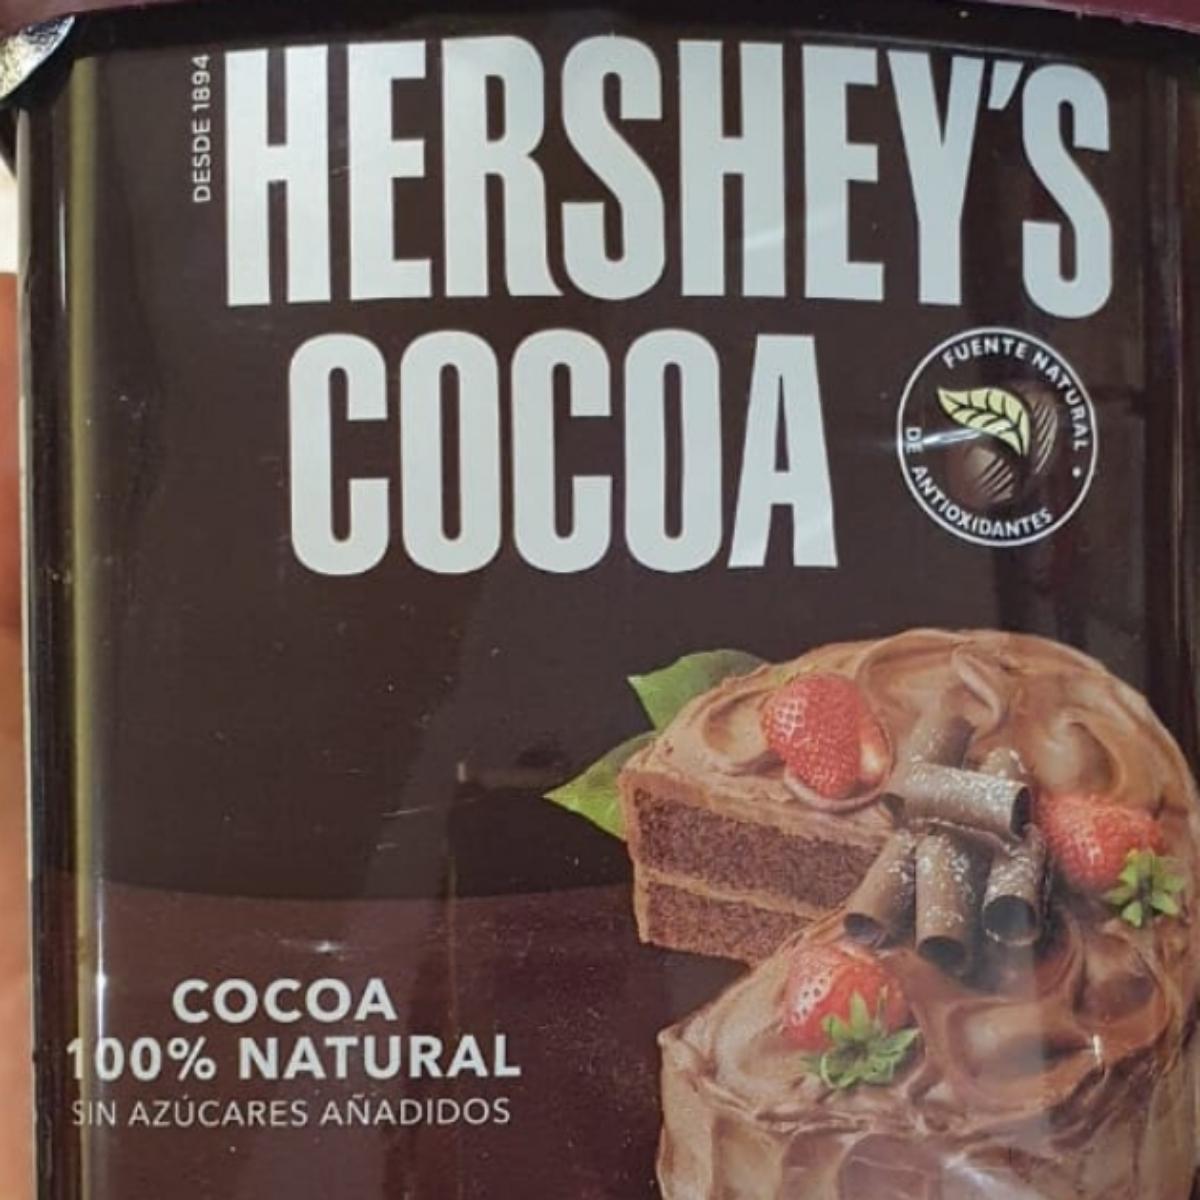 DESDE 1894
HERSHEY'S
COCOA
FUENTE NATURAL
DE ANTIOXIDANTES
COCOA
100% NATURAL
SIN AZÚCARES AÑADIDOS